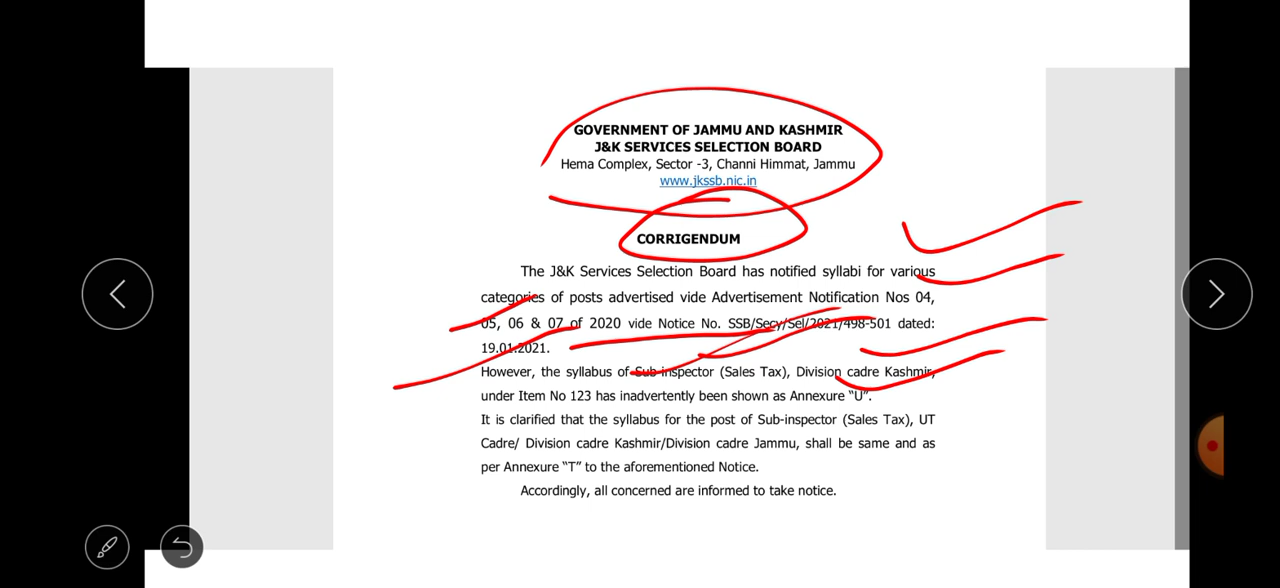 GOVERNMENT OF JAMMU AND KASHMIR
J&K SERVICES SELECTION BOARD
Hema Complex, Sector -3, Channi Himmat, Jammu
www.jkssb.nic.in
CORRIGENDUM
The J&K Services Selection Board has notified syllabi for various
categories of posts advertised vide Advertisement Notification Nos 04,
05, 06 & 07 of 2020 vide Notice No. SSB/Secy/Sel/2021/498-501 dated:
19.01.2021.
However, the syllabus of Sub-inspector (Sales Tax), Division cadre Kashmir,
under Item No 123 has inadvertently been shown as Annexure “U”.
It is clarified that the syllabus for the post of Sub-inspector (Sales Tax), UT
Cadre/ Division cadre Kashmir/Division cadre Jammu, shall be same and as
per Annexure “T” to the aforementioned Notice.
Accordingly, all concerned are informed to take notice.